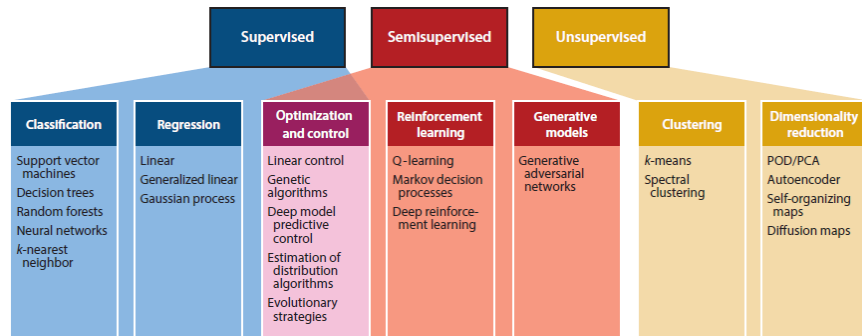 Supervised
Semisupervised
Unsupervised
Classification
Support vector
machines
Decision trees
Random forests
Neural networks
k-nearest
neighbor
Regression
Linear
Generalized linear
Gaussian process
Optimization
and control
Linear control
Genetic
algorithms
Deep model
predictive
control
Estimation of
distribution
algorithms
Evolutionary
strategies
Reinforcement
learning
Q-learning
Markov decision
processes
Deep reinforce-
ment learning
Generative
models
Generative
adversarial
networks
Clustering
k-means
Spectral
clustering
Dimensionality
reduction
POD/PCA
Autoencoder
Self-organizing
maps
Diffusion maps